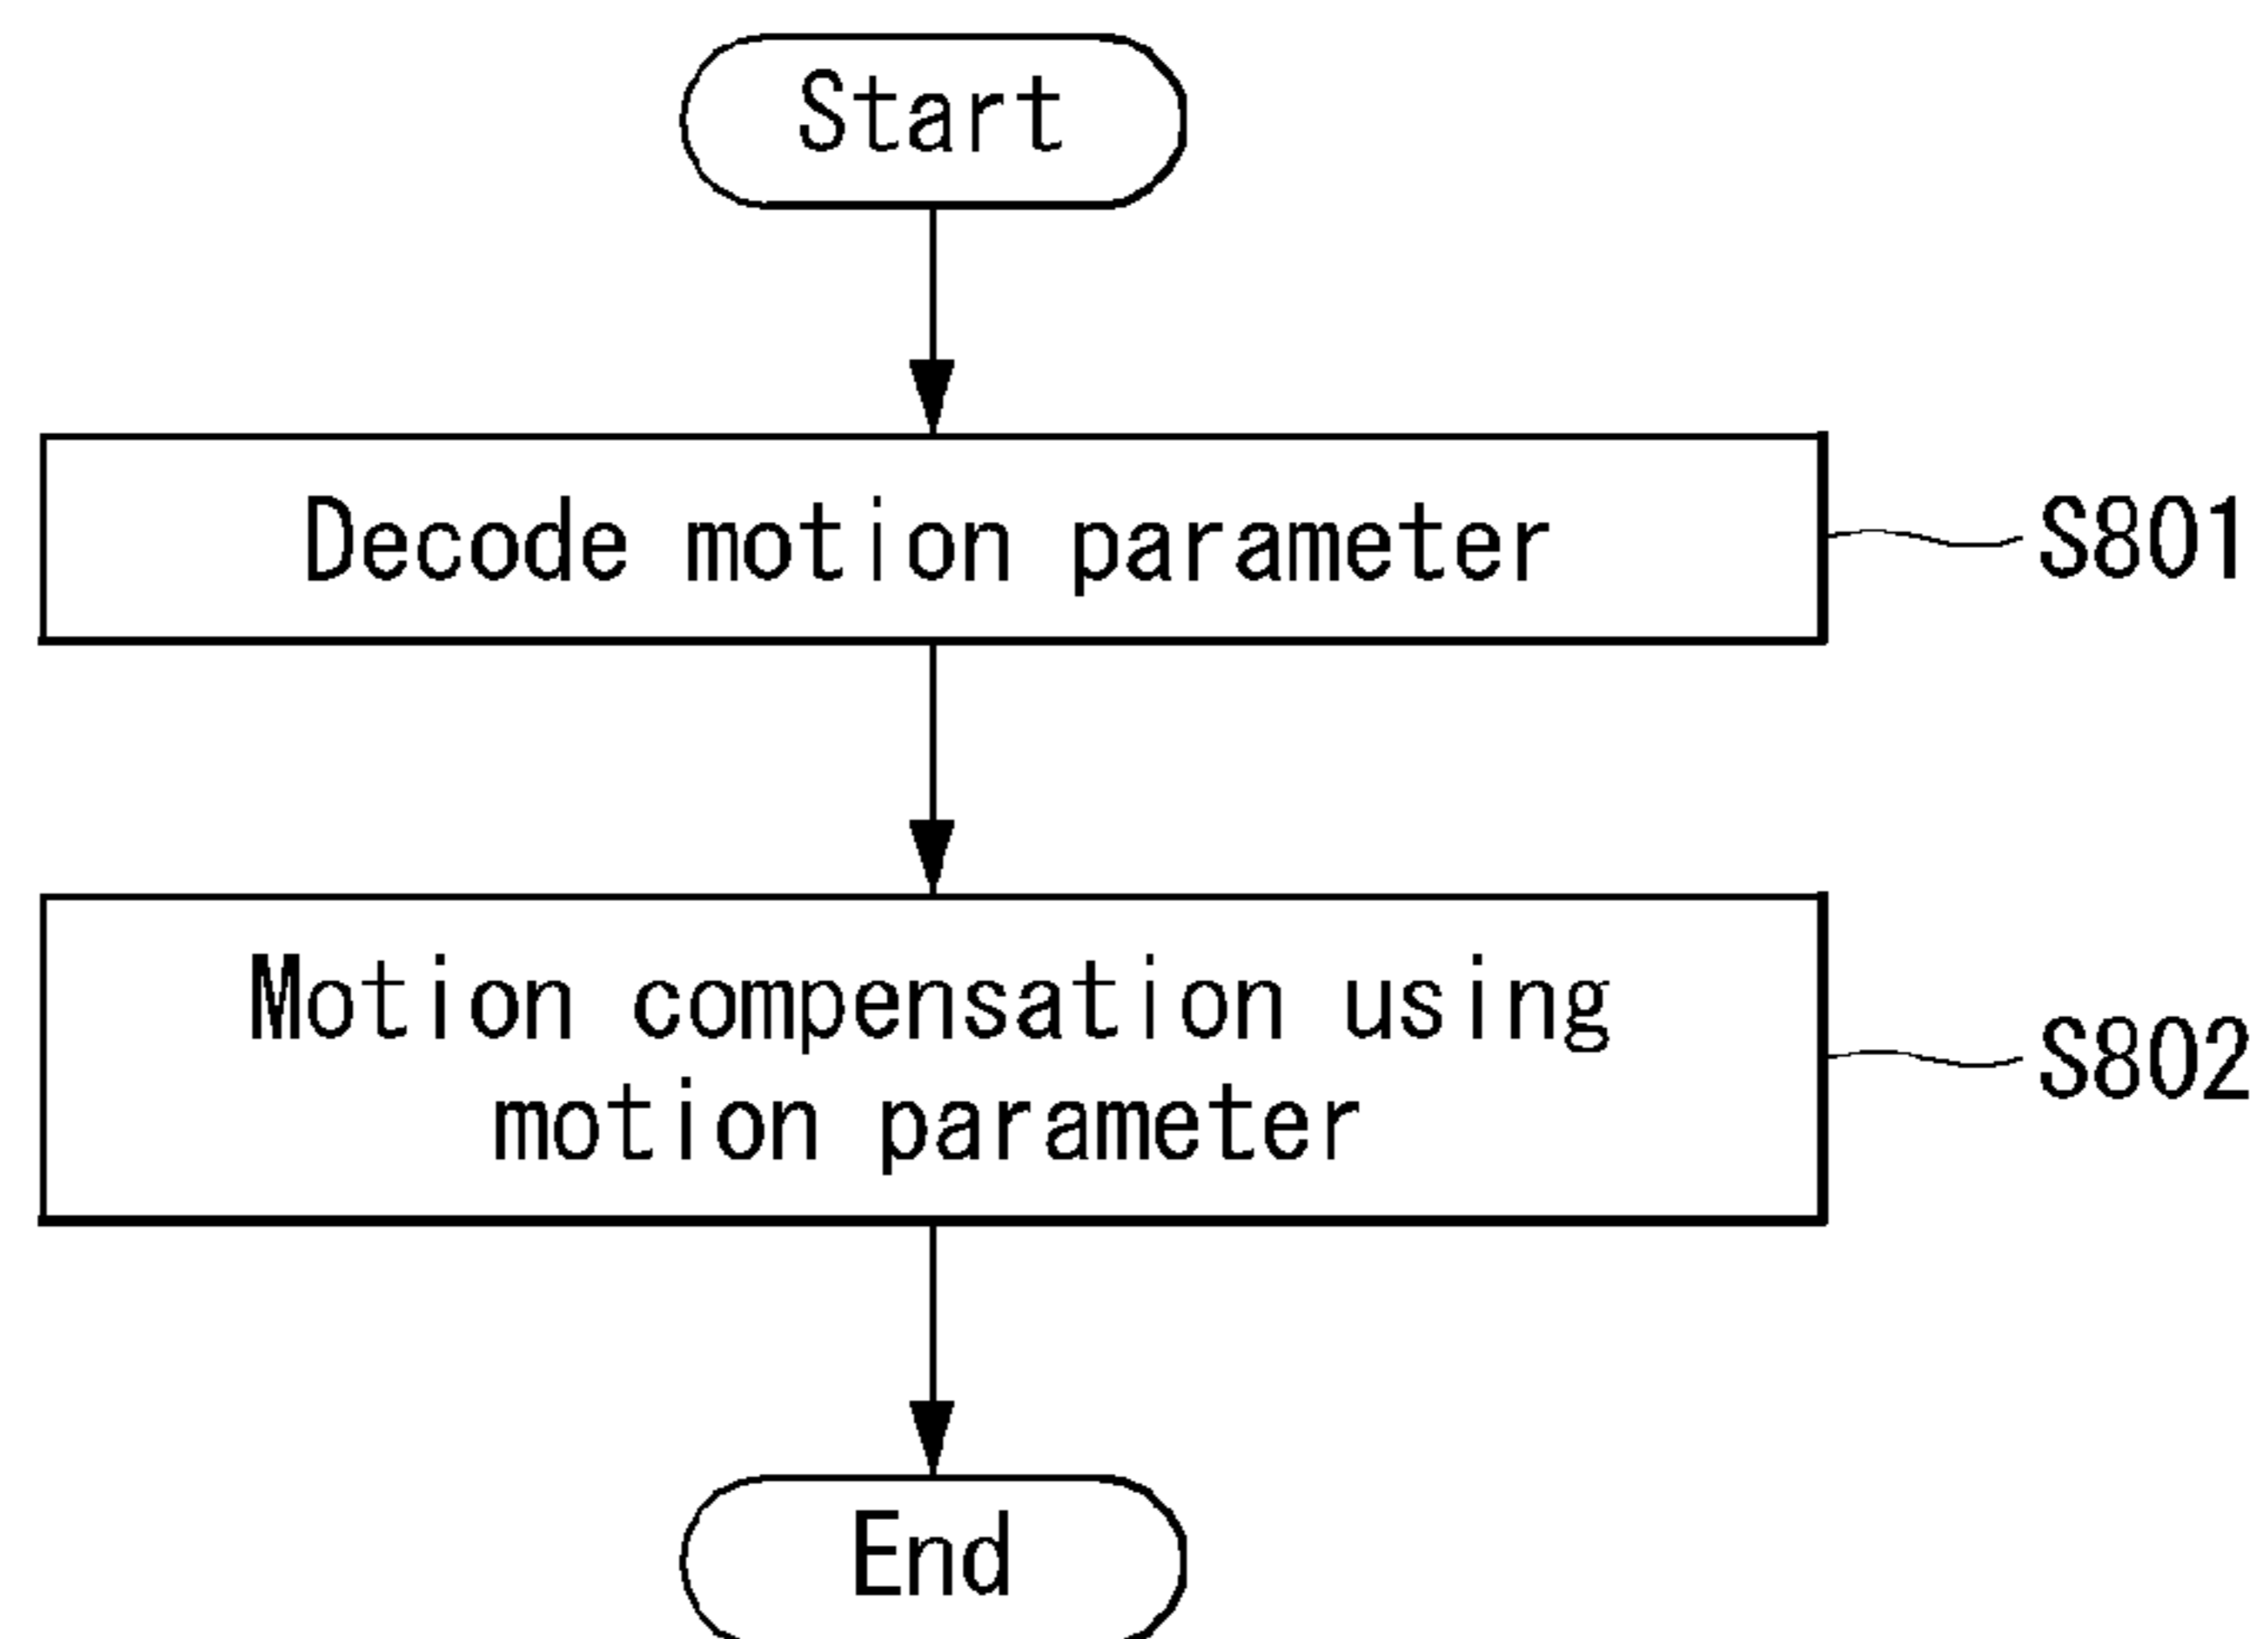 Start
Decode motion parameter
S801
Motion compensation using
motion parameter
S802
End